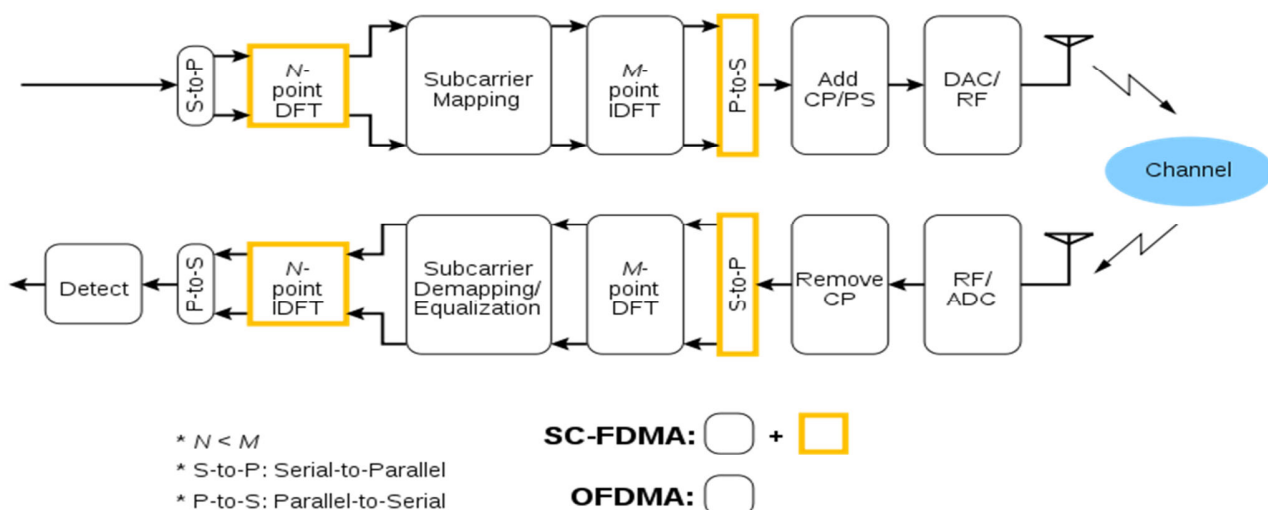 S-to-P
N-
point
DFT
Subcarrier
Mapping
M-
point
IDFT
P-to-S
Add
CP/PS
DAC/
RF
Channel
Detect
P-to-S
N-
point
IDFT
Subcarrier
Demapping/
Equalization
M-
point
DFT
S-to-P
Remove
CP
RF/
ADC
* N < M
* S-to-P: Serial-to-Parallel
* P-to-S: Parallel-to-Serial
SC-FDMA: +
OFDMA: